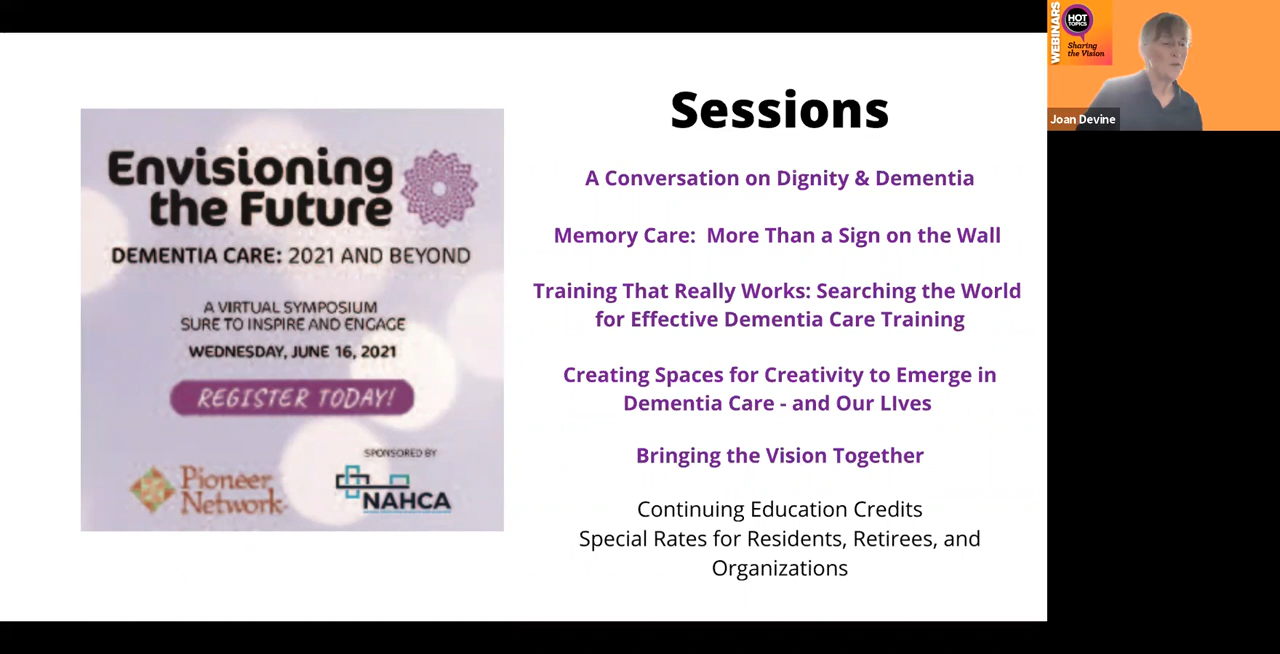 Envisioning
the Future
DEMENTIA CARE: 2021 AND BEYOND
A VIRTUAL SYMPOSIUM
SURE TO INSPIRE AND ENGAGE
WEDNESDAY, JUNE 16, 2021
REGISTER TODAY!
SPONSORED BY
Pioneer
Network
NAHCA
Sessions
A Conversation on Dignity & Dementia
Memory Care: More Than a Sign on the Wall
Training That Really Works: Searching the World
for Effective Dementia Care Training
Creating Spaces for Creativity to Emerge in
Dementia Care - and Our LIves
Bringing the Vision Together
Continuing Education Credits
Special Rates for Residents, Retirees, and
Organizations
WEBINARS
HOT
TOPICS
Sharing
the Vision
Joan Devine